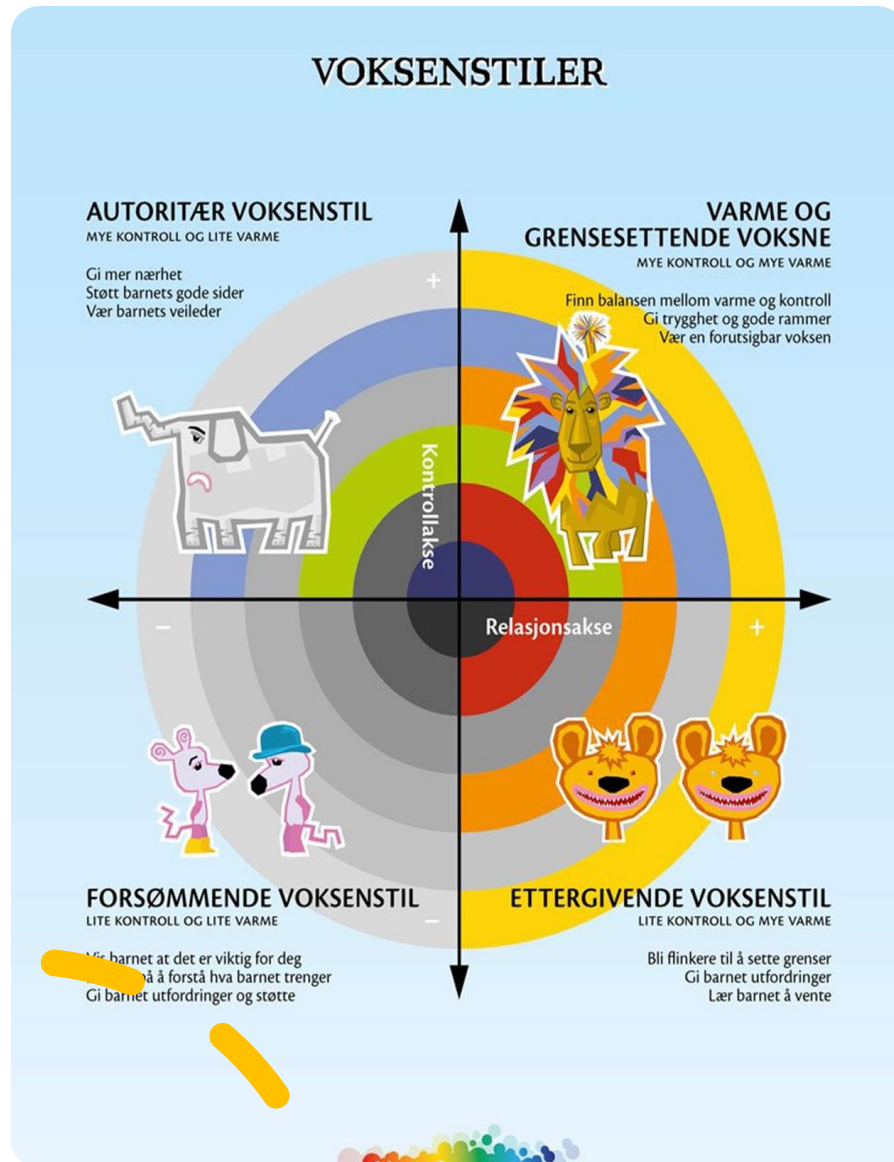 VOKSENSTILER
AUTORITÆR VOKSENSTIL
MYE KONTROLL OG LITE VARME
Gi mer nærhet
Støtt barnets gode sider
Vær barnets veileder
VARME OG
GRENSESETTENDE VOKSNE
MYE KONTROLL OG MYE VARME
Finn balansen mellom varme og kontroll
Gi trygghet og gode rammer
Vær en forutsigbar voksen
+
Kontrollakse
−
Relasjonsakse
+
FORSØMMENDE VOKSENSTIL
LITE KONTROLL OG LITE VARME
−
barnet at det er viktig for deg
på å forstå hva barnet trenger
Gi barnet utfordringer og støtte
ETTERGIVENDE VOKSENSTIL
LITE KONTROLL OG MYE VARME
Bli flinkere til å sette grenser
Gi barnet utfordringer
Lær barnet å vente